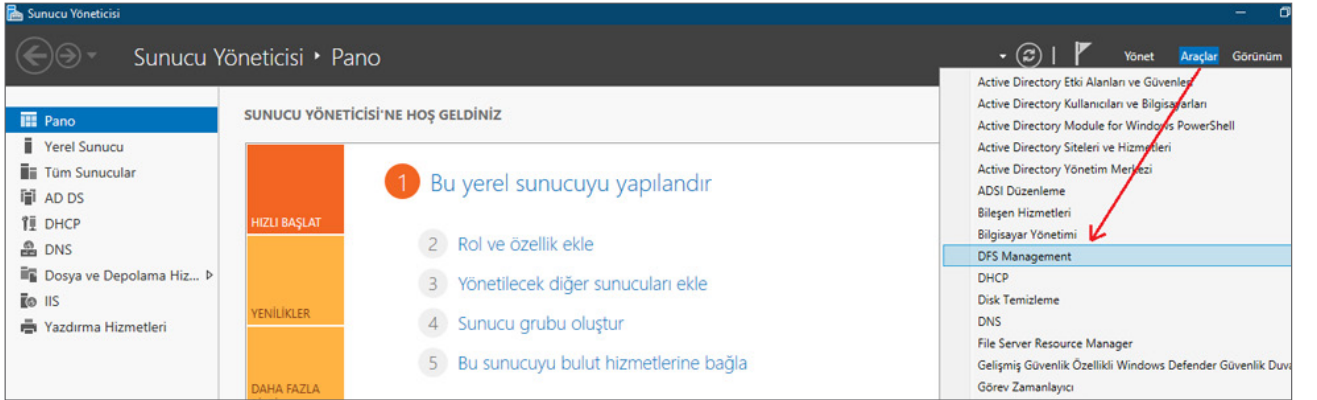 Sunucu Yöneticisi
Sunucu Yöneticisi
Pano
Yönet
Araçlar
Görünüm
Pano
Yerel Sunucu
Tüm Sunucular
AD DS
DHCP
DNS
Dosya ve Depolama Hiz...
IIS
Yazdırma Hizmetleri
SUNUCU YÖNETİCİSİ'NE HOŞ GELDİNİZ
HIZLI BAŞLAT
YENİLİKLER
DAHA FAZLA
1 Bu yerel sunucuyu yapılandır
2 Rol ve özellik ekle
3 Yönetilecek diğer sunucuları ekle
4 Sunucu grubu oluştur
5 Bu sunucuyu bulut hizmetlerine bağla
Active Directory Etki Alanları ve Güvenleri
Active Directory Kullanıcıları ve Bilgisayarları
Active Directory Module for Windows PowerShell
Active Directory Siteleri ve Hizmetleri
Active Directory Yönetim Merkezi
ADSI Düzenleme
Bileşen Hizmetleri
Bilgisayar Yönetimi
DFS Management
DHCP
Disk Temizleme
DNS
File Server Resource Manager
Gelişmiş Güvenlik Özellikli Windows Defender Güvenlik
Görev Zamanlayıcı